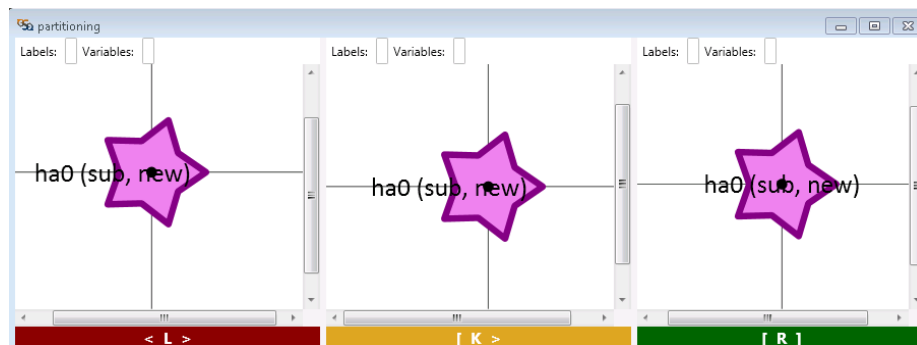 partitioning
Labels: Variables: Labels: Variables: Labels: Variables:
ha0 (sub, new) ha0 (sub, new) ha0 (sub, new)
< L > [ K > [ R ]